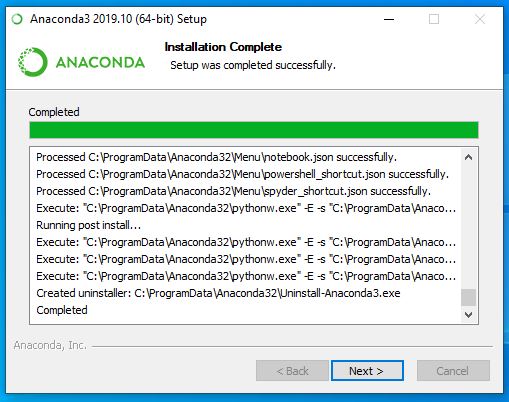 Anaconda3 2019.10 (64-bit) Setup
ANACONDA
Installation Complete
Setup was completed successfully.
Completed
Processed C:\ProgramData\Anaconda32\Menu\notebook.json successfully.
Processed C:\ProgramData\Anaconda32\Menu\powershell_shortcut.json successfully.
Processed C:\ProgramData\Anaconda32\Menu\spyder_shortcut.json successfully.
Execute: "C:\ProgramData\Anaconda32\pythonw.exe" -E -s "C:\ProgramData\Anaco...
Running post install...
Execute: "C:\ProgramData\Anaconda32\pythonw.exe" -E -s "C:\ProgramData\Anaco...
Execute: "C:\ProgramData\Anaconda32\pythonw.exe" -E -s "C:\ProgramData\Anaco...
Execute: "C:\ProgramData\Anaconda32\pythonw.exe" -E -s "C:\ProgramData\Anaco...
Created uninstaller: C:\ProgramData\Anaconda32\Uninstall-Anaconda3.exe
Completed
Anaconda, Inc.
< Back Next > Cancel